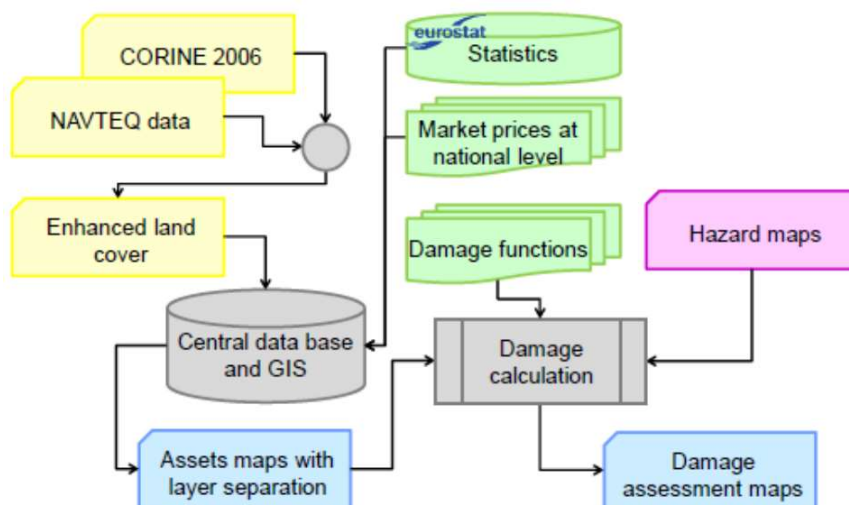 CORINE 2006
NAVTEQ data
Enhanced land
cover
eurostat
Statistics
Market prices at
national level
Damage functions
Hazard maps
Central data base
and GIS
Damage
calculation
Assets maps with
layer separation
Damage
assessment maps